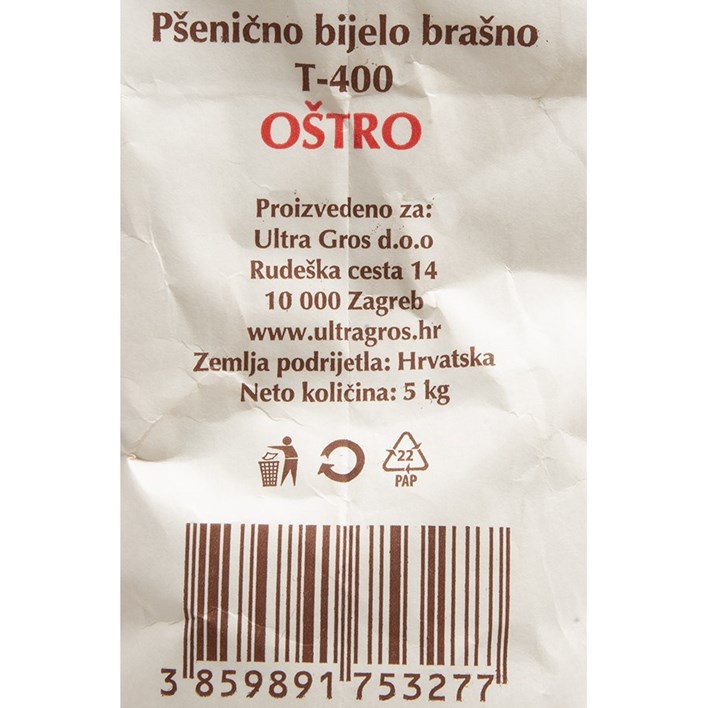 Pšenično bijelo brašno
T-400
OŠTRO
Proizvedeno za:
Ultra Gros d.o.o
Rudeška cesta 14
10 000 Zagreb
www.ultragros.hr
Zemlja podrijetla: Hrvatska
Neto količina: 5 kg
22
PAP
3 859891 753277